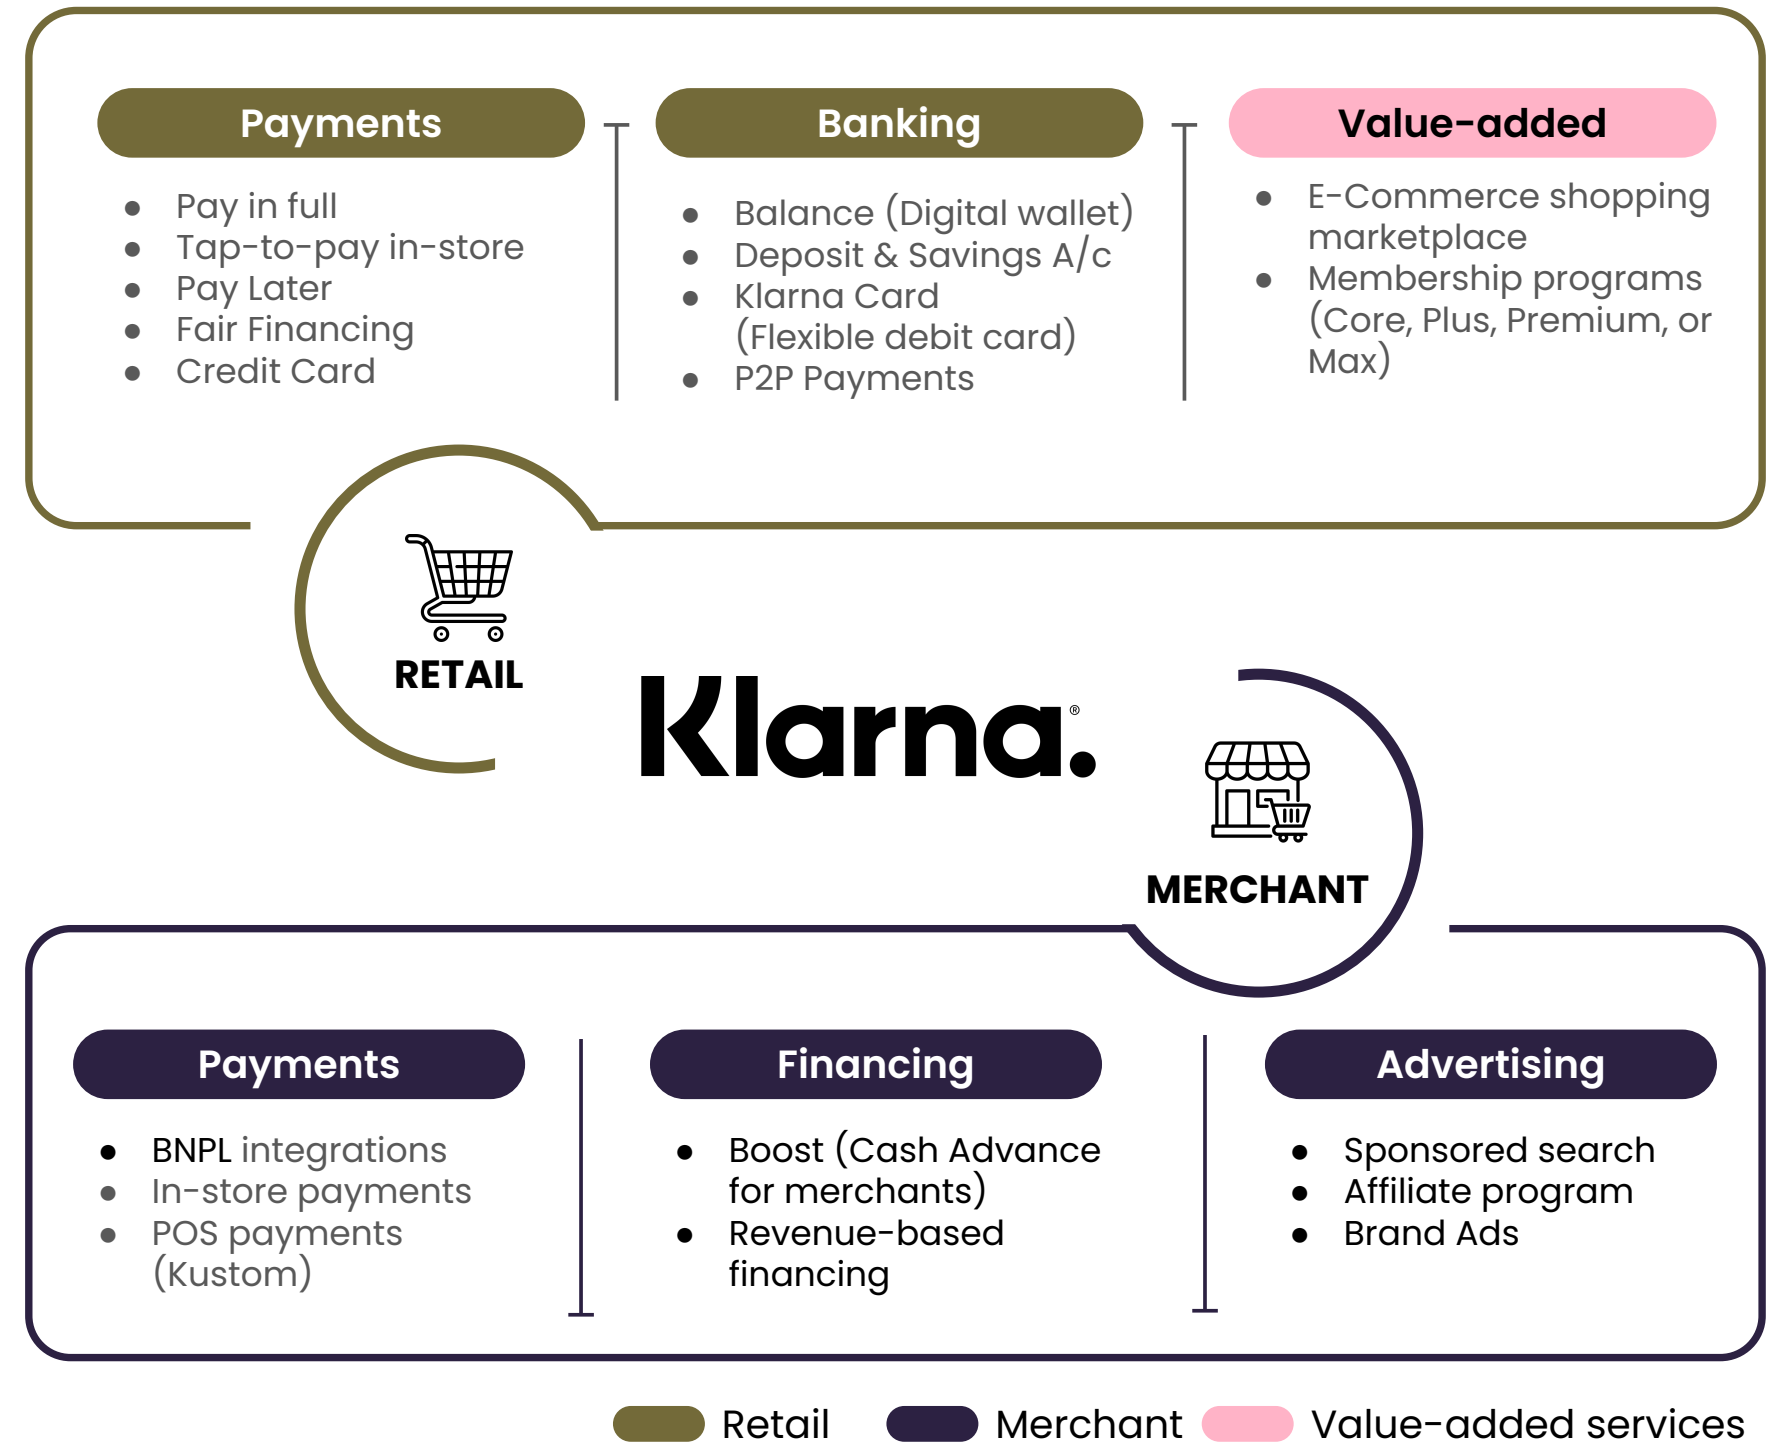 Payments
Pay in full
Tap-to-pay in-store
Pay Later
Fair Financing
Credit Card
Banking
Balance (Digital wallet)
Deposit & Savings A/c
Klarna Card
(Flexible debit card)
P2P Payments
Value-added
E-Commerce shopping
marketplace
Membership programs
(Core, Plus, Premium, or
Max)
RETAIL
Klarna.®
MERCHANT
Payments
BNPL integrations
In-store payments
POS payments
(Kustom)
Financing
Boost (Cash Advance
for merchants)
Revenue-based
financing
Advertising
Sponsored search
Affiliate program
Brand Ads
Retail
Merchant
Value-added services